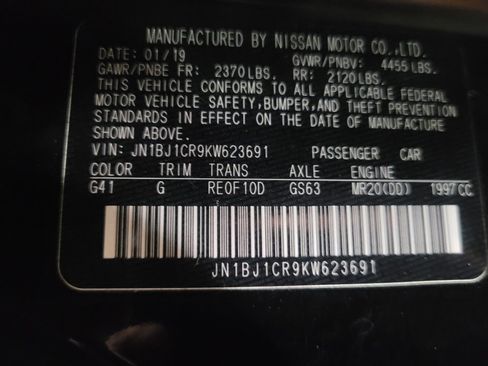 MANUFACTURED BY NISSAN MOTOR CO.,LTD.
DATE: 01/19 GVWR/PNBV: 4455 LBS.
GAWR/PNBE FR: 2370 LBS, RR: 2120 LBS,
THIS VEHICLE CONFORMS TO ALL APPLICABLE FEDERAL
MOTOR VEHICLE SAFETY, BUMPER, AND THEFT PREVENTION
STANDARDS IN EFFECT ON THE DATE OF MANUFACTURE
SHOWN ABOVE.
VIN: JN1BJ1CR9KW623691 PASSENGER CAR
COLOR TRIM TRANS AXLE ENGINE
G41 G RE0F10D GS63 MR20(DD) 1997CC
JN1BJ1CR9KW623691